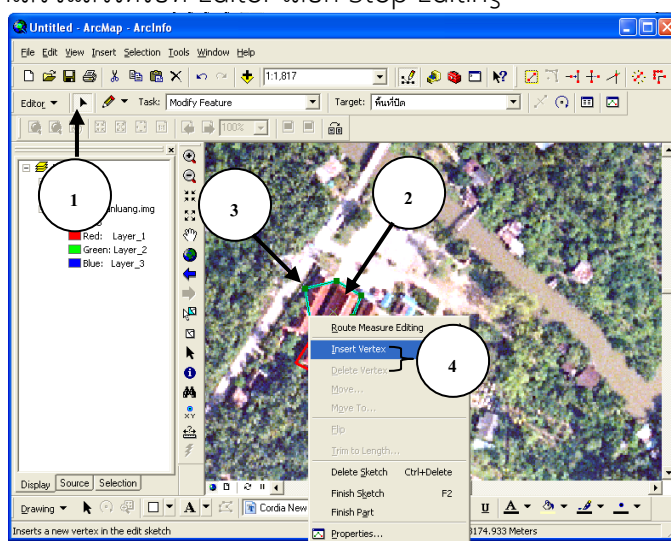 Untitled - ArcMap - ArcInfo
File Edit View Insert Selection Tools Window Help
1:1,817
Editor Task: Modify Feature Target: พื้นที่ปิด
100%
1
2
3
4
unluang.img
Red: Layer_1
Green: Layer_2
Blue: Layer_3
Route Measure Editing
Insert Vertex
Delete Vertex
Move...
Move To...
Flip
Trim to Length...
Delete Sketch Ctrl+Delete
Finish Sketch F2
Finish Part
Properties...
Display Source Selection
Drawing A Cordia New U A
Inserts a new vertex in the edit sketch
3174.933 Meters